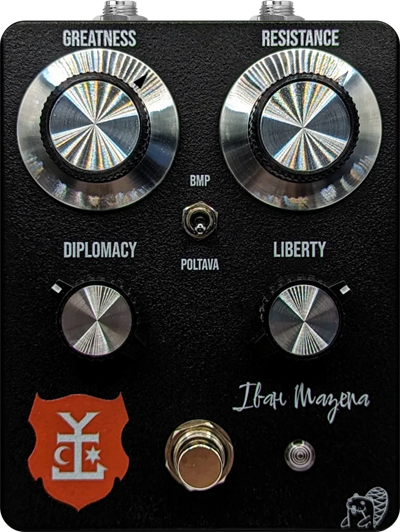 GREATNESS RESISTANCE
BMP
POLTAVA
DIPLOMACY LIBERTY
Іван Мазепа